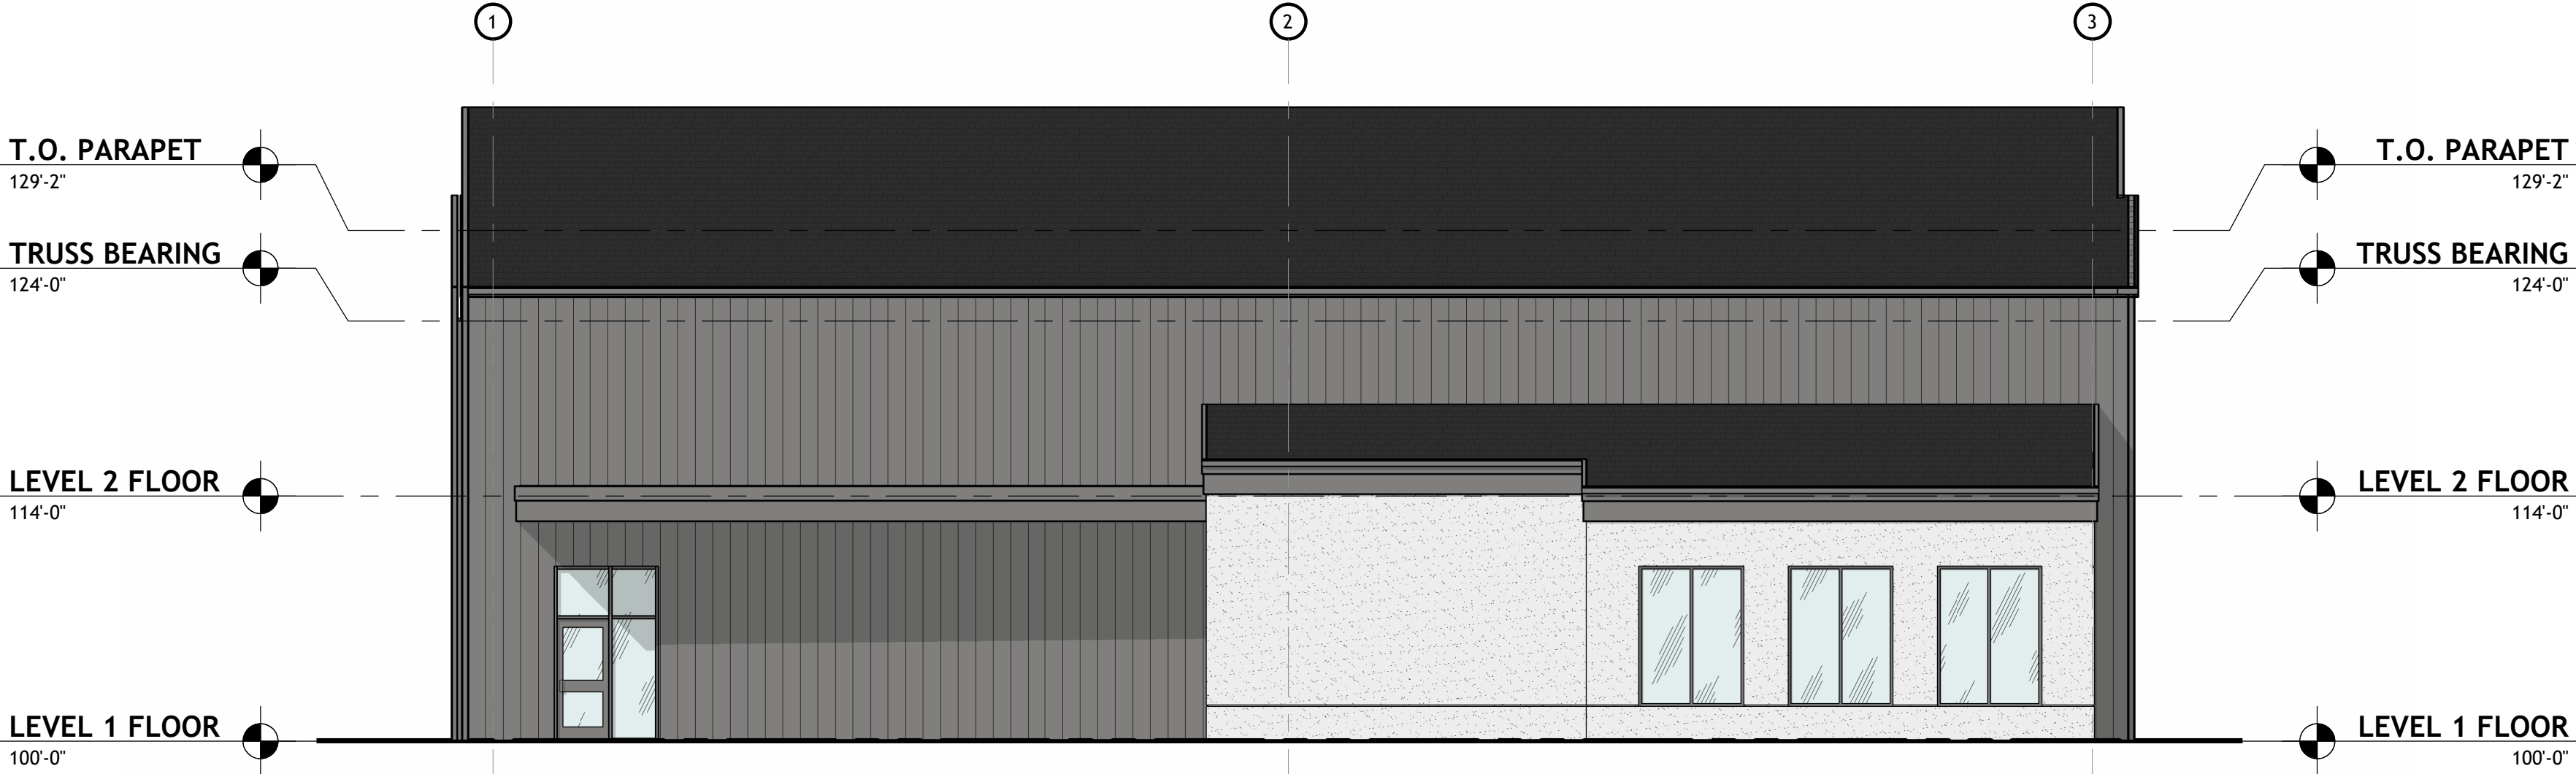 1 2 3
T.O. PARAPET
129'-2"
T.O. PARAPET
129'-2"
TRUSS BEARING
124'-0"
TRUSS BEARING
124'-0"
LEVEL 2 FLOOR
114'-0"
LEVEL 2 FLOOR
114'-0"
LEVEL 1 FLOOR
100'-0"
LEVEL 1 FLOOR
100'-0"